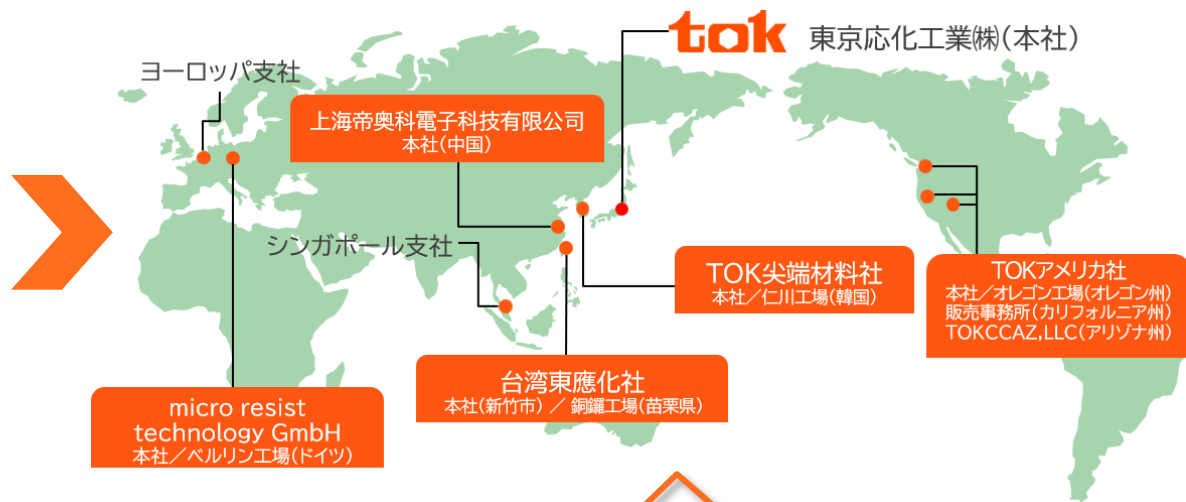 tok 東京応化工業㈱(本社)
ヨーロッパ支社
上海帝奥科電子科技有限公司
本社(中国)
シンガポール支社
TOK尖端材料社
本社／仁川工場(韓国)
TOKアメリカ社
本社／オレゴン工場(オレゴン州)
販売事務所(カリフォルニア州)
TOKCCAZ,LLC(アリゾナ州)
台湾東應化社
本社(新竹市) ／ 銅鑼工場(苗栗県)
micro resist
technology GmbH
本社／ベルリン工場(ドイツ)